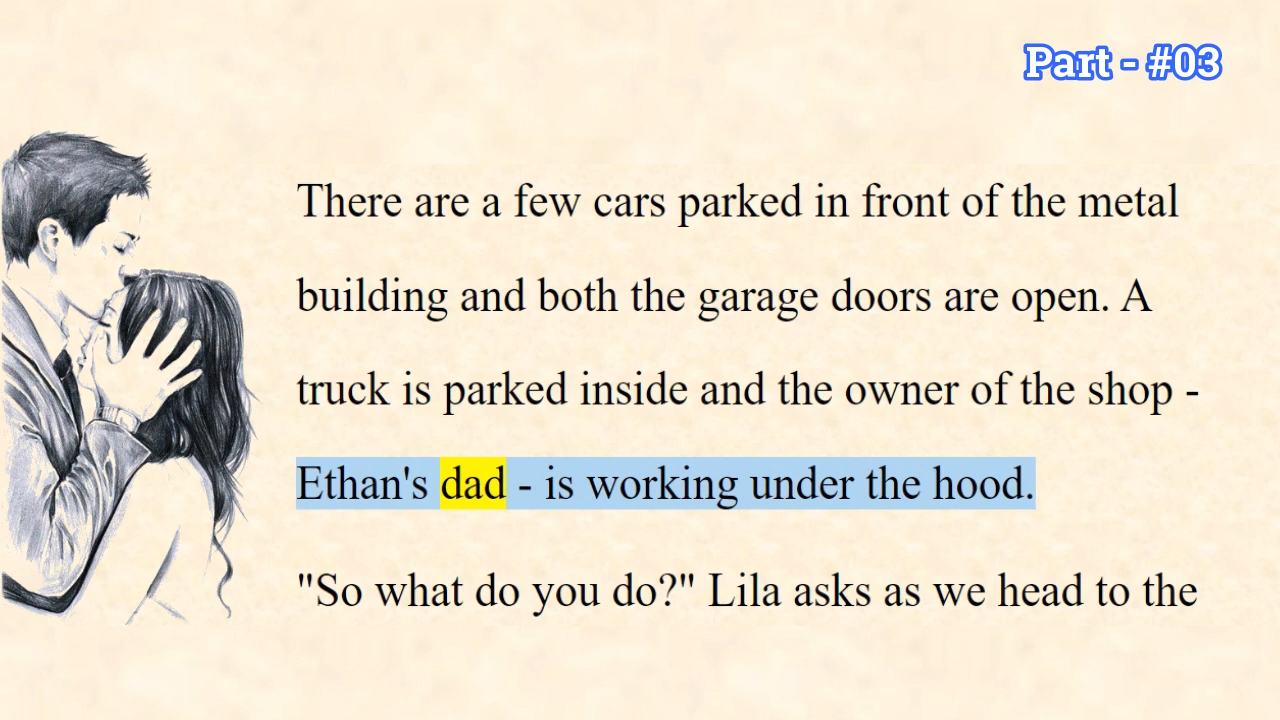 Part - #03
There are a few cars parked in front of the metal
building and both the garage doors are open. A
truck is parked inside and the owner of the shop -
Ethan's dad - is working under the hood.
"So what do you do?" Lila asks as we head to the